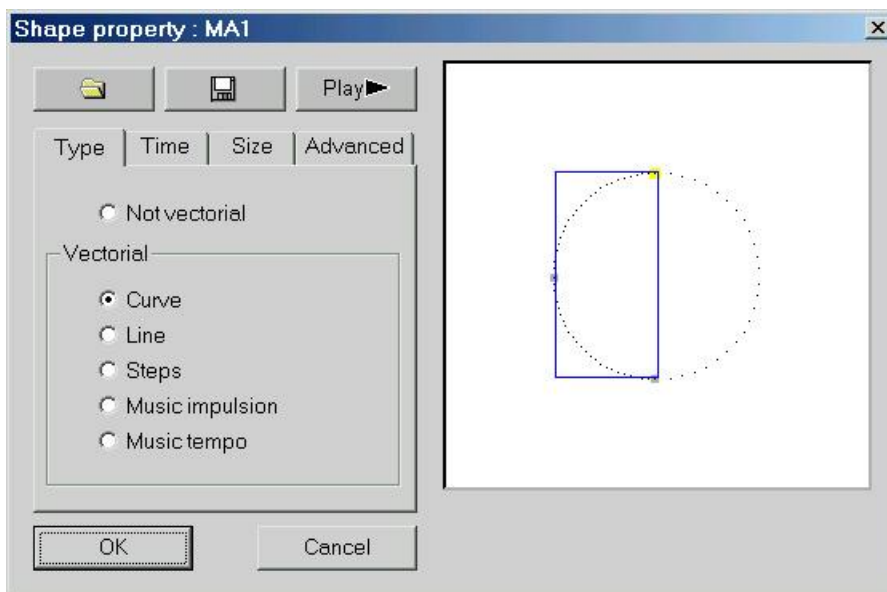 Shape property : MA1
Play
Type Time Size Advanced
Not vectorial
Vectorial
Curve
Line
Steps
Music impulsion
Music tempo
OK Cancel